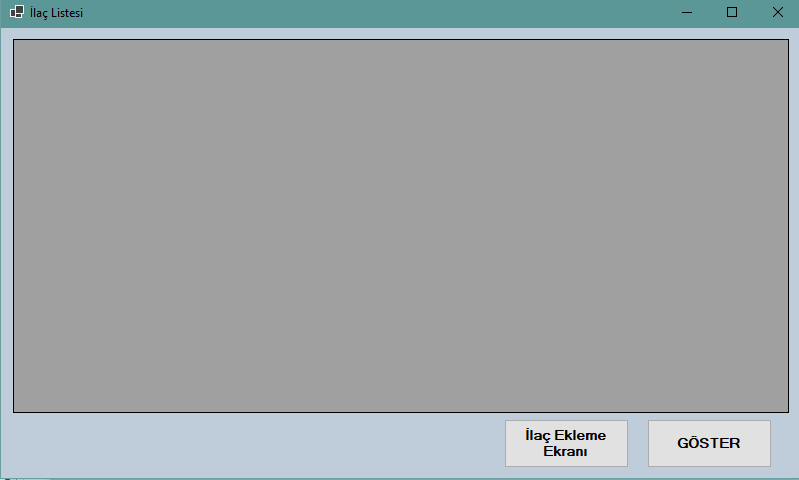 İlaç Listesi
İlaç Ekleme
Ekranı
GÖSTER